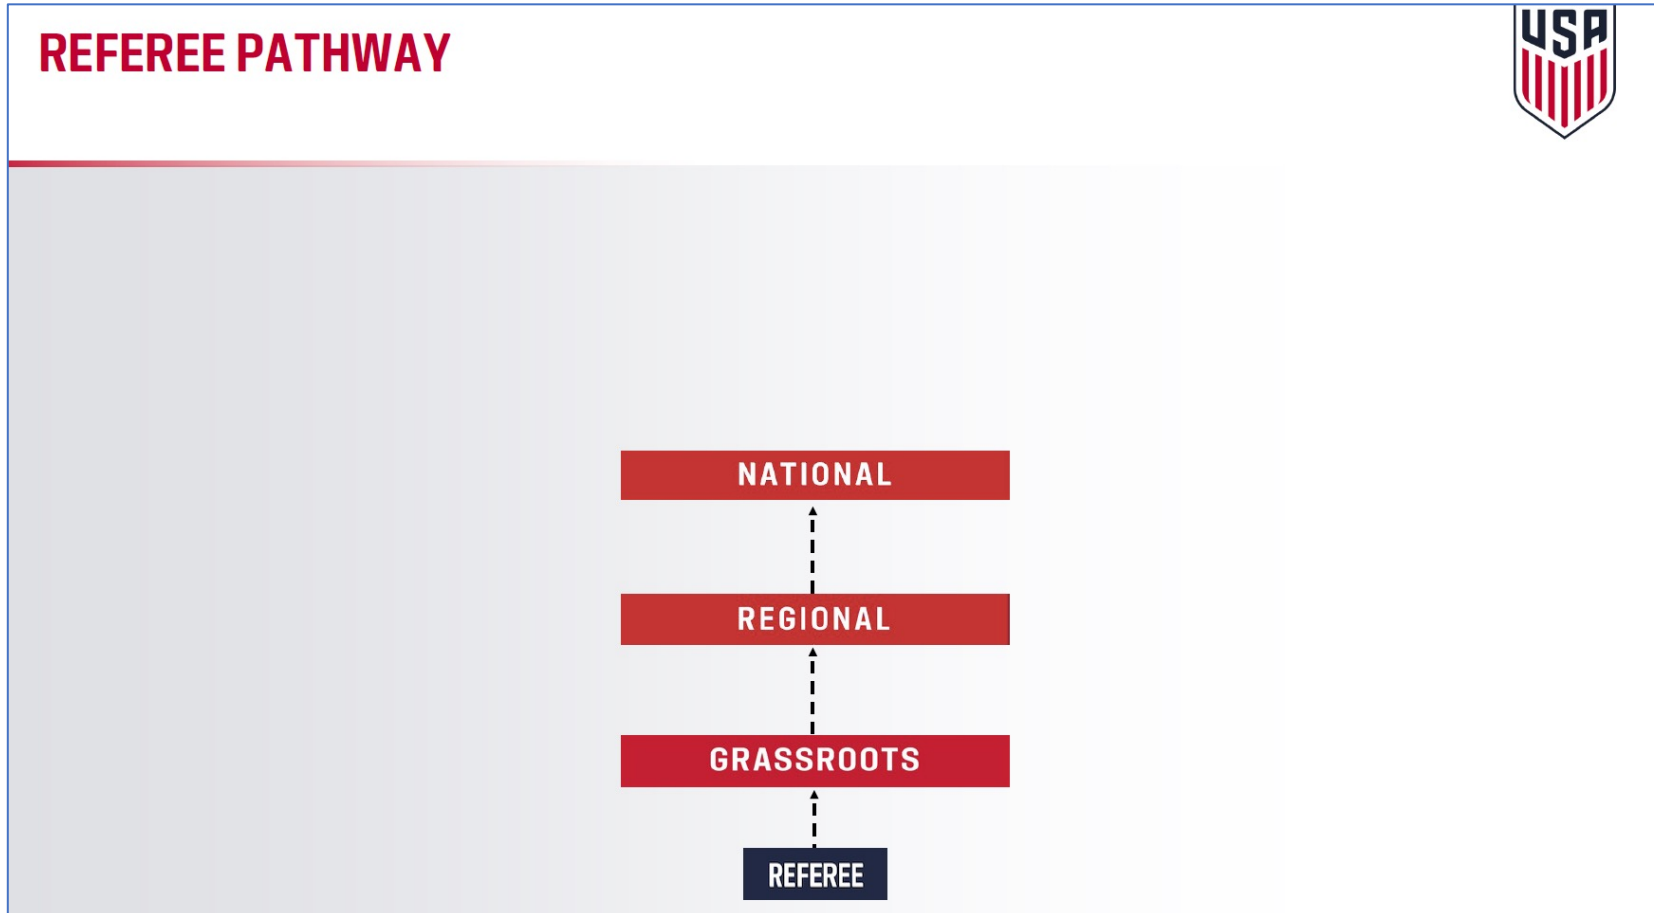 REFEREE PATHWAY
USA
NATIONAL
REGIONAL
GRASSROOTS
REFEREE